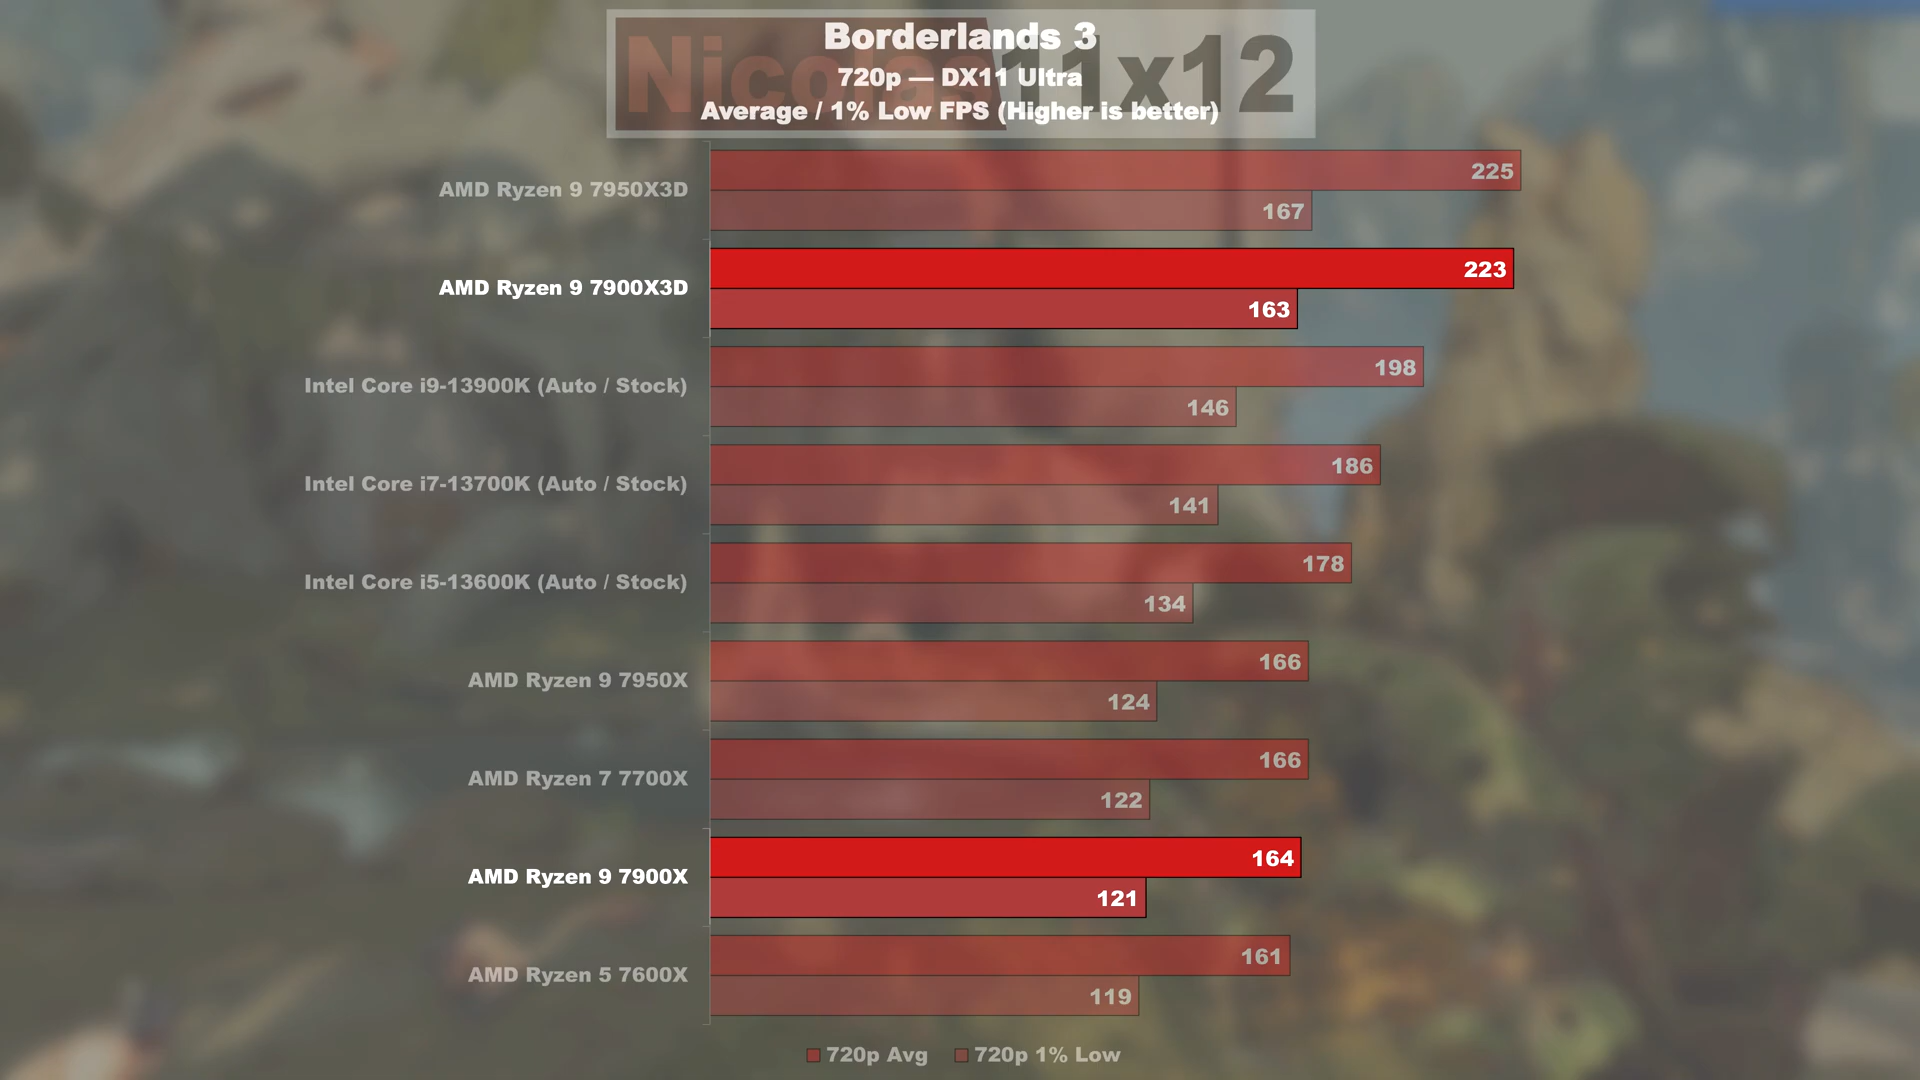 Nicolas11x12
Borderlands 3
720p — DX11 Ultra
Average / 1% Low FPS (Higher is better)
AMD Ryzen 9 7950X3D
225
167
AMD Ryzen 9 7900X3D
223
163
Intel Core i9-13900K (Auto / Stock)
198
146
Intel Core i7-13700K (Auto / Stock)
186
141
Intel Core i5-13600K (Auto / Stock)
178
134
AMD Ryzen 9 7950X
166
124
AMD Ryzen 7 7700X
166
122
AMD Ryzen 9 7900X
164
121
AMD Ryzen 5 7600X
161
119
720p Avg 720p 1% Low